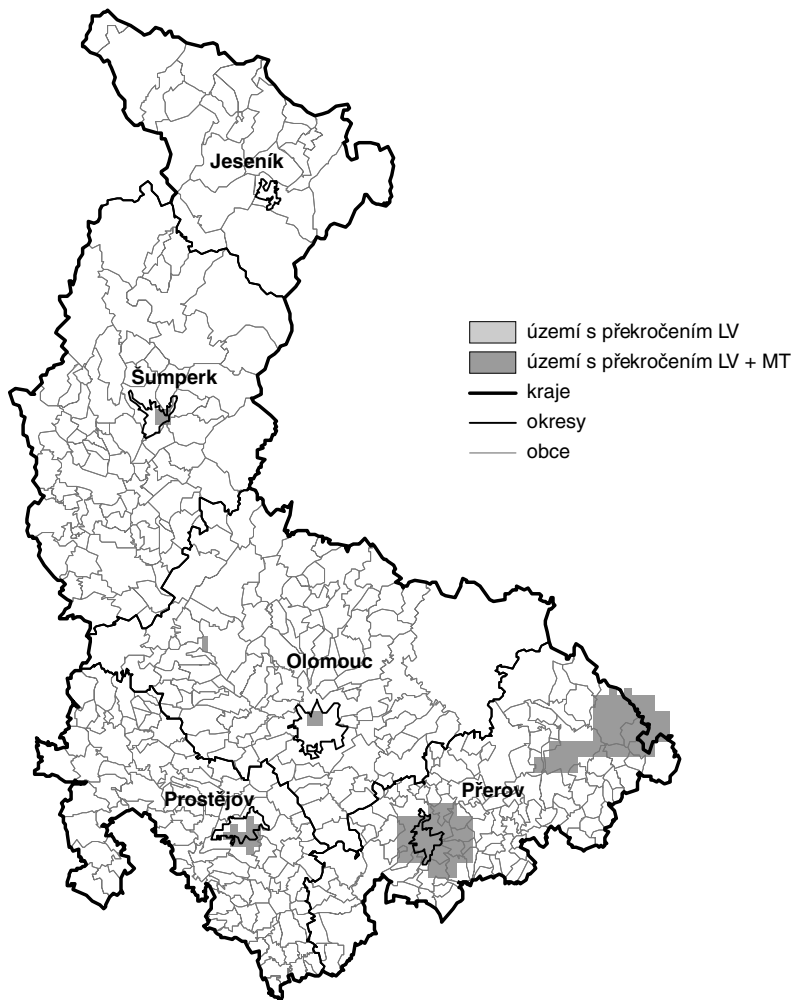 Jeseník
území s překročením LV
území s překročením LV + MT
kraje
okresy
obce
Šumperk
Olomouc
Přerov
Prostějov